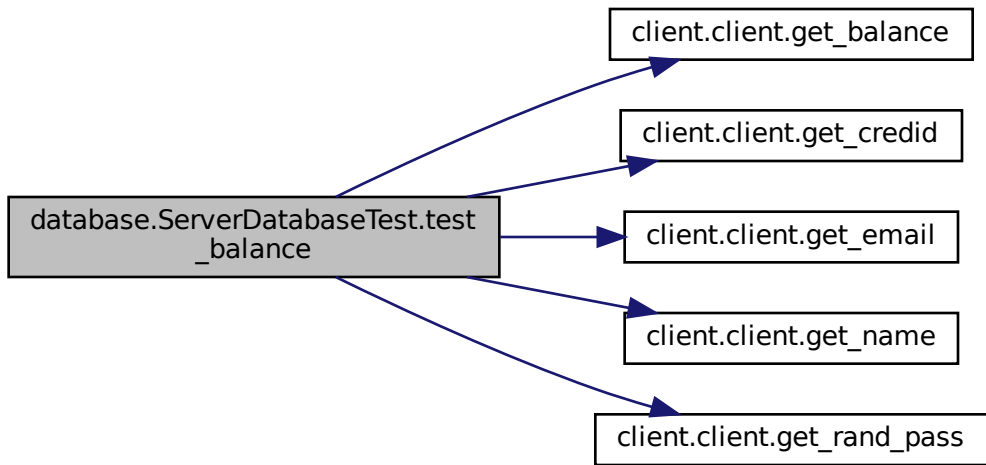 client.client.get_balance
client.client.get_credid
database.ServerDatabaseTest.test
_balance
client.client.get_email
client.client.get_name
client.client.get_rand_pass